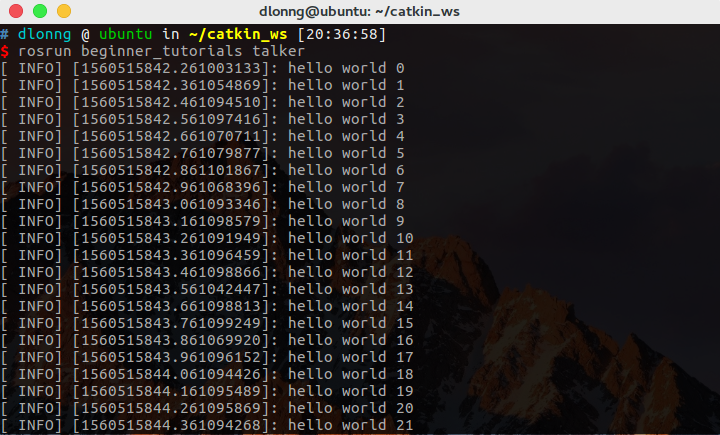 dlonng@ubuntu: ~/catkin_ws
# dlonng @ ubuntu in ~/catkin_ws [20:36:58]
$ rosrun beginner_tutorials talker
[ INFO] [1560515842.261003133]: hello world 0
[ INFO] [1560515842.361054869]: hello world 1
[ INFO] [1560515842.461094510]: hello world 2
[ INFO] [1560515842.561097416]: hello world 3
[ INFO] [1560515842.661070711]: hello world 4
[ INFO] [1560515842.761079877]: hello world 5
[ INFO] [1560515842.861101867]: hello world 6
[ INFO] [1560515842.961068396]: hello world 7
[ INFO] [1560515843.061093346]: hello world 8
[ INFO] [1560515843.161098579]: hello world 9
[ INFO] [1560515843.261091949]: hello world 10
[ INFO] [1560515843.361096459]: hello world 11
[ INFO] [1560515843.461098866]: hello world 12
[ INFO] [1560515843.561042447]: hello world 13
[ INFO] [1560515843.661098813]: hello world 14
[ INFO] [1560515843.761099249]: hello world 15
[ INFO] [1560515843.861069920]: hello world 16
[ INFO] [1560515843.961096152]: hello world 17
[ INFO] [1560515844.061094426]: hello world 18
[ INFO] [1560515844.161095489]: hello world 19
[ INFO] [1560515844.261095869]: hello world 20
[ INFO] [1560515844.361094268]: hello world 21